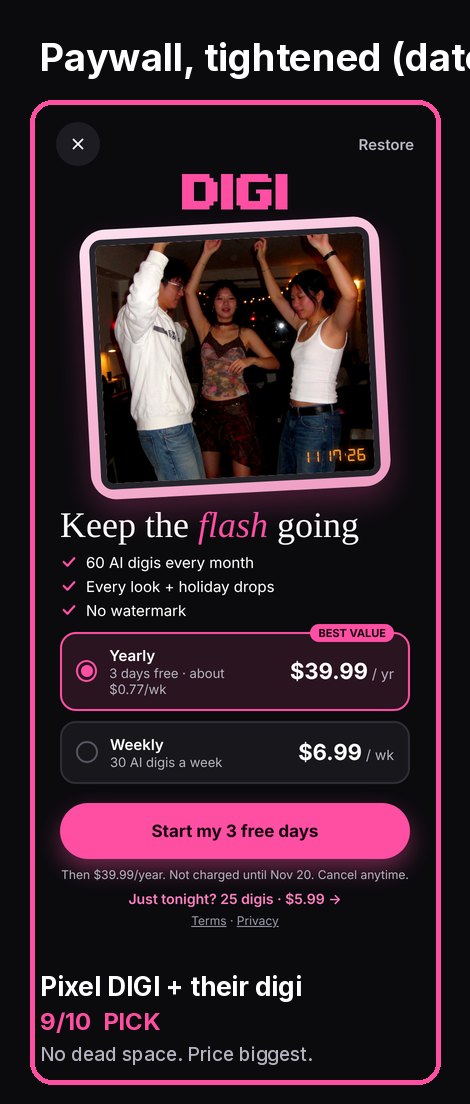 Paywall, tightened (date
Restore
DIGI
11 17 '26
Keep the flash going
60 AI digis every month
Every look + holiday drops
No watermark
BEST VALUE
Yearly
3 days free · about
$0.77/wk
$39.99 / yr
Weekly
30 AI digis a week
$6.99 / wk
Start my 3 free days
Then $39.99/year. Not charged until Nov 20. Cancel anytime.
Just tonight? 25 digis · $5.99 →
Terms · Privacy
Pixel DIGI + their digi
9/10 PICK
No dead space. Price biggest.